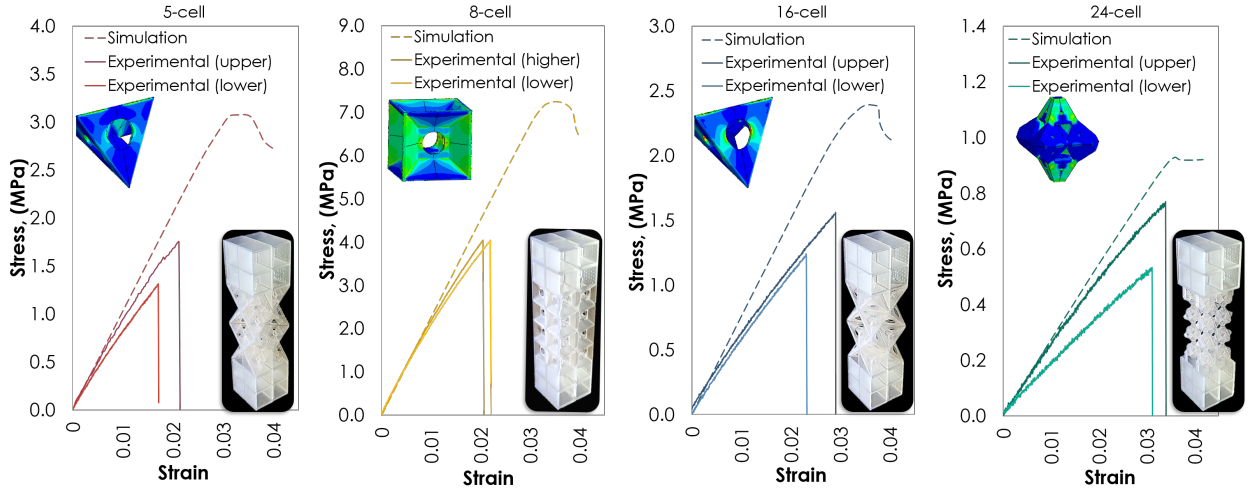 5-cell
4.0
3.5
3.0
2.5
2.0
1.5
1.0
0.5
0.0
Stress, (MPa)
Simulation
Experimental (upper)
Experimental (lower)
0
0.01
0.02
0.03
0.04
Strain
8-cell
9.0
8.0
7.0
6.0
5.0
4.0
3.0
2.0
1.0
0.0
Stress, (MPa)
Simulation
Experimental (higher)
Experimental (lower)
0
0.01
0.02
0.03
0.04
Strain
16-cell
3.0
2.5
2.0
1.5
1.0
0.5
0.0
Stress, (MPa)
Simulation
Experimental (upper)
Experimental (lower)
0
0.01
0.02
0.03
0.04
Strain
24-cell
1.4
1.2
1.0
0.8
0.6
0.4
0.2
0.0
Stress, (MPa)
Simulation
Experimental (upper)
Experimental (lower)
0
0.01
0.02
0.03
0.04
Strain